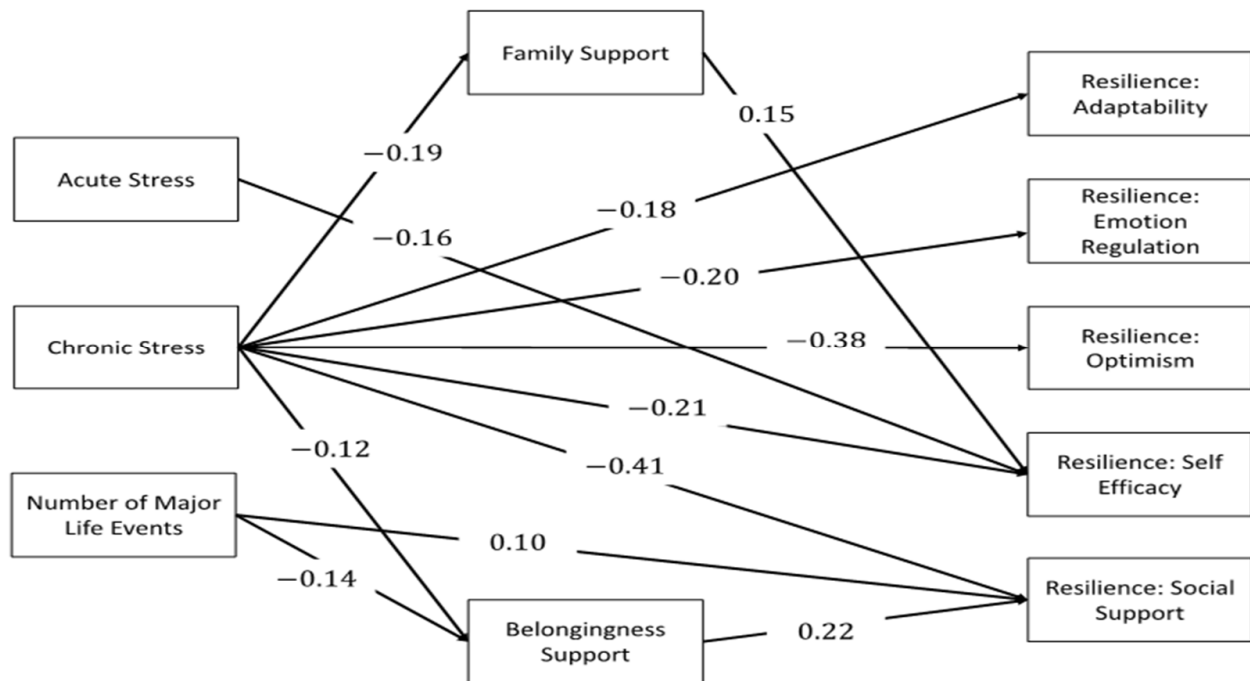 Family Support
Resilience:
Adaptability
0.15
−0.19
Acute Stress
−0.18
Resilience:
Emotion
Regulation
−0.16
−0.20
Chronic Stress
−0.38
Resilience:
Optimism
−0.21
−0.12
−0.41
Resilience: Self
Efficacy
Number of Major
Life Events
0.10
−0.14
Resilience: Social
Support
Belongingness
Support
0.22